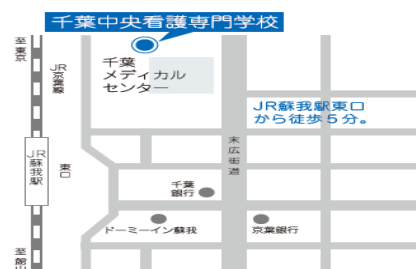 千葉中央看護専門学校
至東京
JR京葉線
千葉
メディカル
センター
JR蘇我駅東口
から徒歩５分。
末広街道
JR蘇我駅
東口
千葉
銀行
ドーミーイン蘇我
京葉銀行
至館山